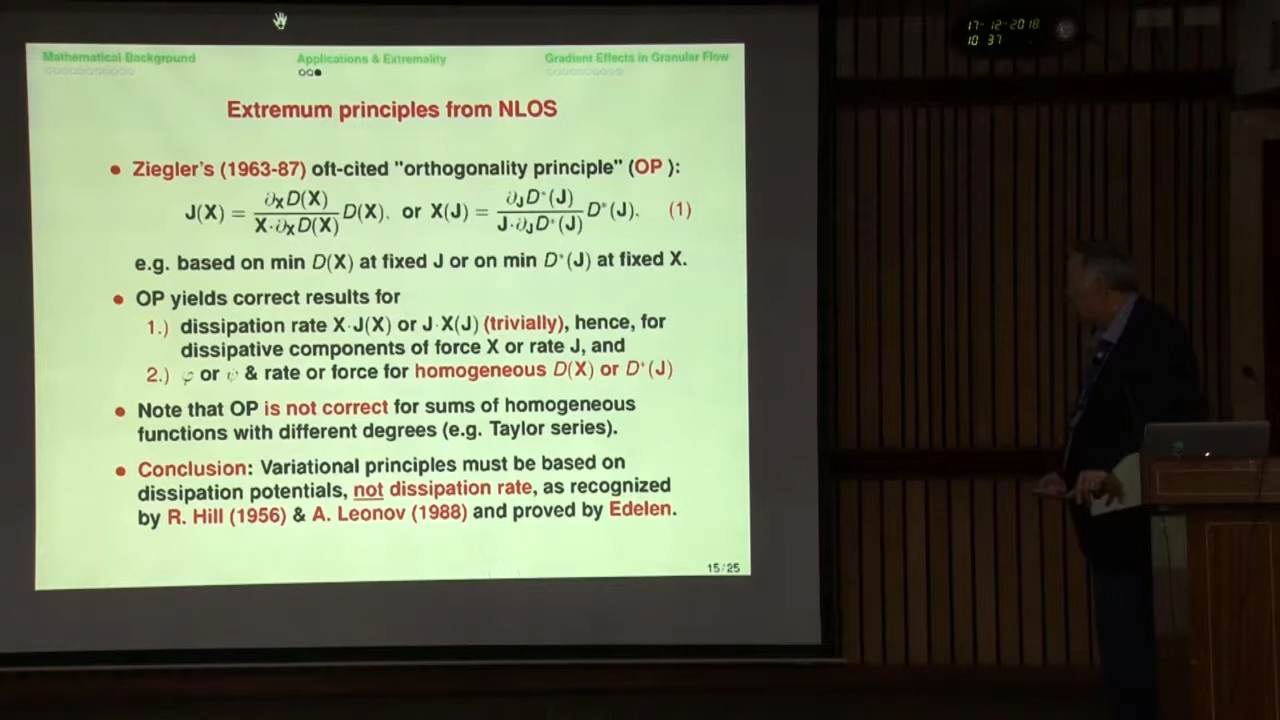 17-12-2018
10 37
Mathematical Background Applications & Extremality Gradient Effects in Granular Flow
Extremum principles from NLOS
• Ziegler's (1963-87) oft-cited "orthogonality principle" (OP ):
J(X) = ∂XD(X) / X·∂XD(X) D(X). or X(J) = ∂JD*(J) / J·∂JD*(J) D*(J). (1)
e.g. based on min D(X) at fixed J or on min D*(J) at fixed X.
• OP yields correct results for
1.) dissipation rate X·J(X) or J·X(J) (trivially), hence, for
dissipative components of force X or rate J, and
2.) φ or ψ & rate or force for homogeneous D(X) or D*(J)
• Note that OP is not correct for sums of homogeneous
functions with different degrees (e.g. Taylor series).
• Conclusion: Variational principles must be based on
dissipation potentials, not dissipation rate, as recognized
by R. Hill (1956) & A. Leonov (1988) and proved by Edelen.
15/25